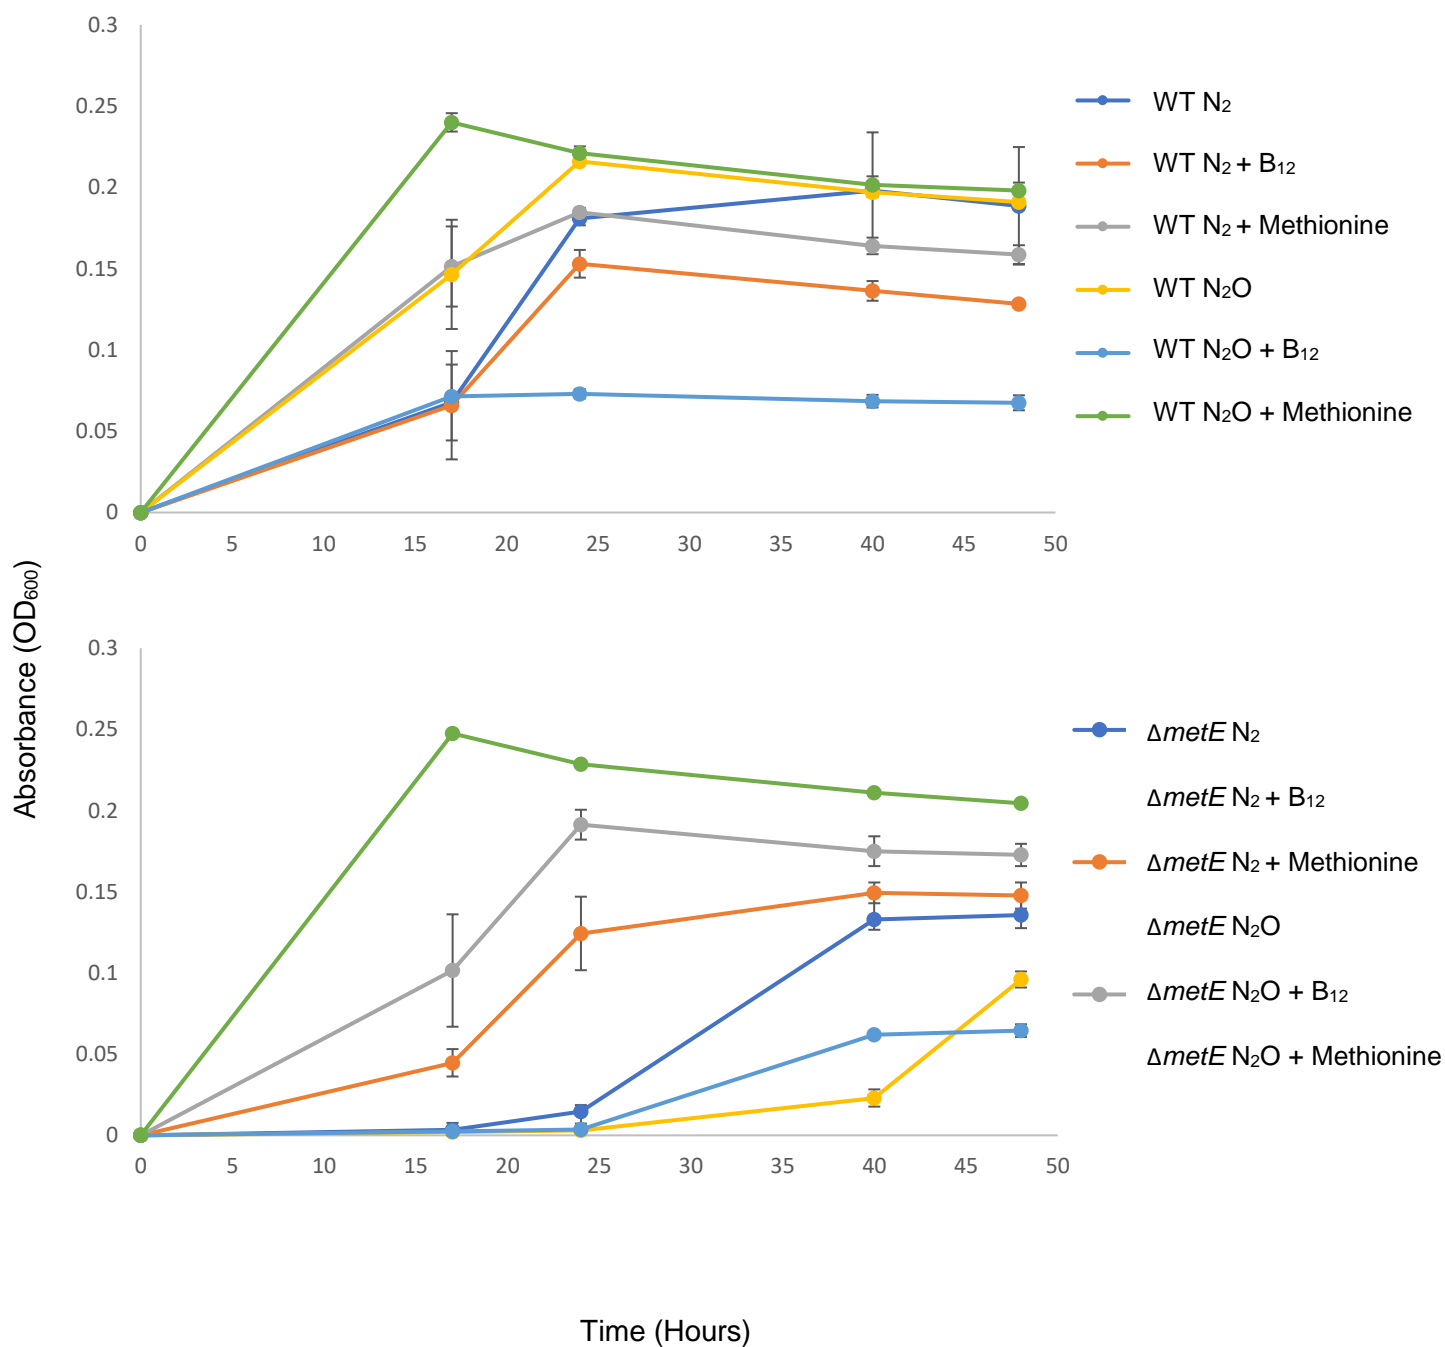 0.3
0.25
0.2
0.15
0.1
0.05
0
0 5 10 15 20 25 30 35 40 45 50
WT N₂
WT N₂ + B₁₂
WT N₂ + Methionine
WT N₂O
WT N₂O + B₁₂
WT N₂O + Methionine
Absorbance (OD₆₀₀)
0.3
0.25
0.2
0.15
0.1
0.05
0
0 5 10 15 20 25 30 35 40 45 50
ΔmetE N₂
ΔmetE N₂ + B₁₂
ΔmetE N₂ + Methionine
ΔmetE N₂O
ΔmetE N₂O + B₁₂
ΔmetE N₂O + Methionine
Time (Hours)